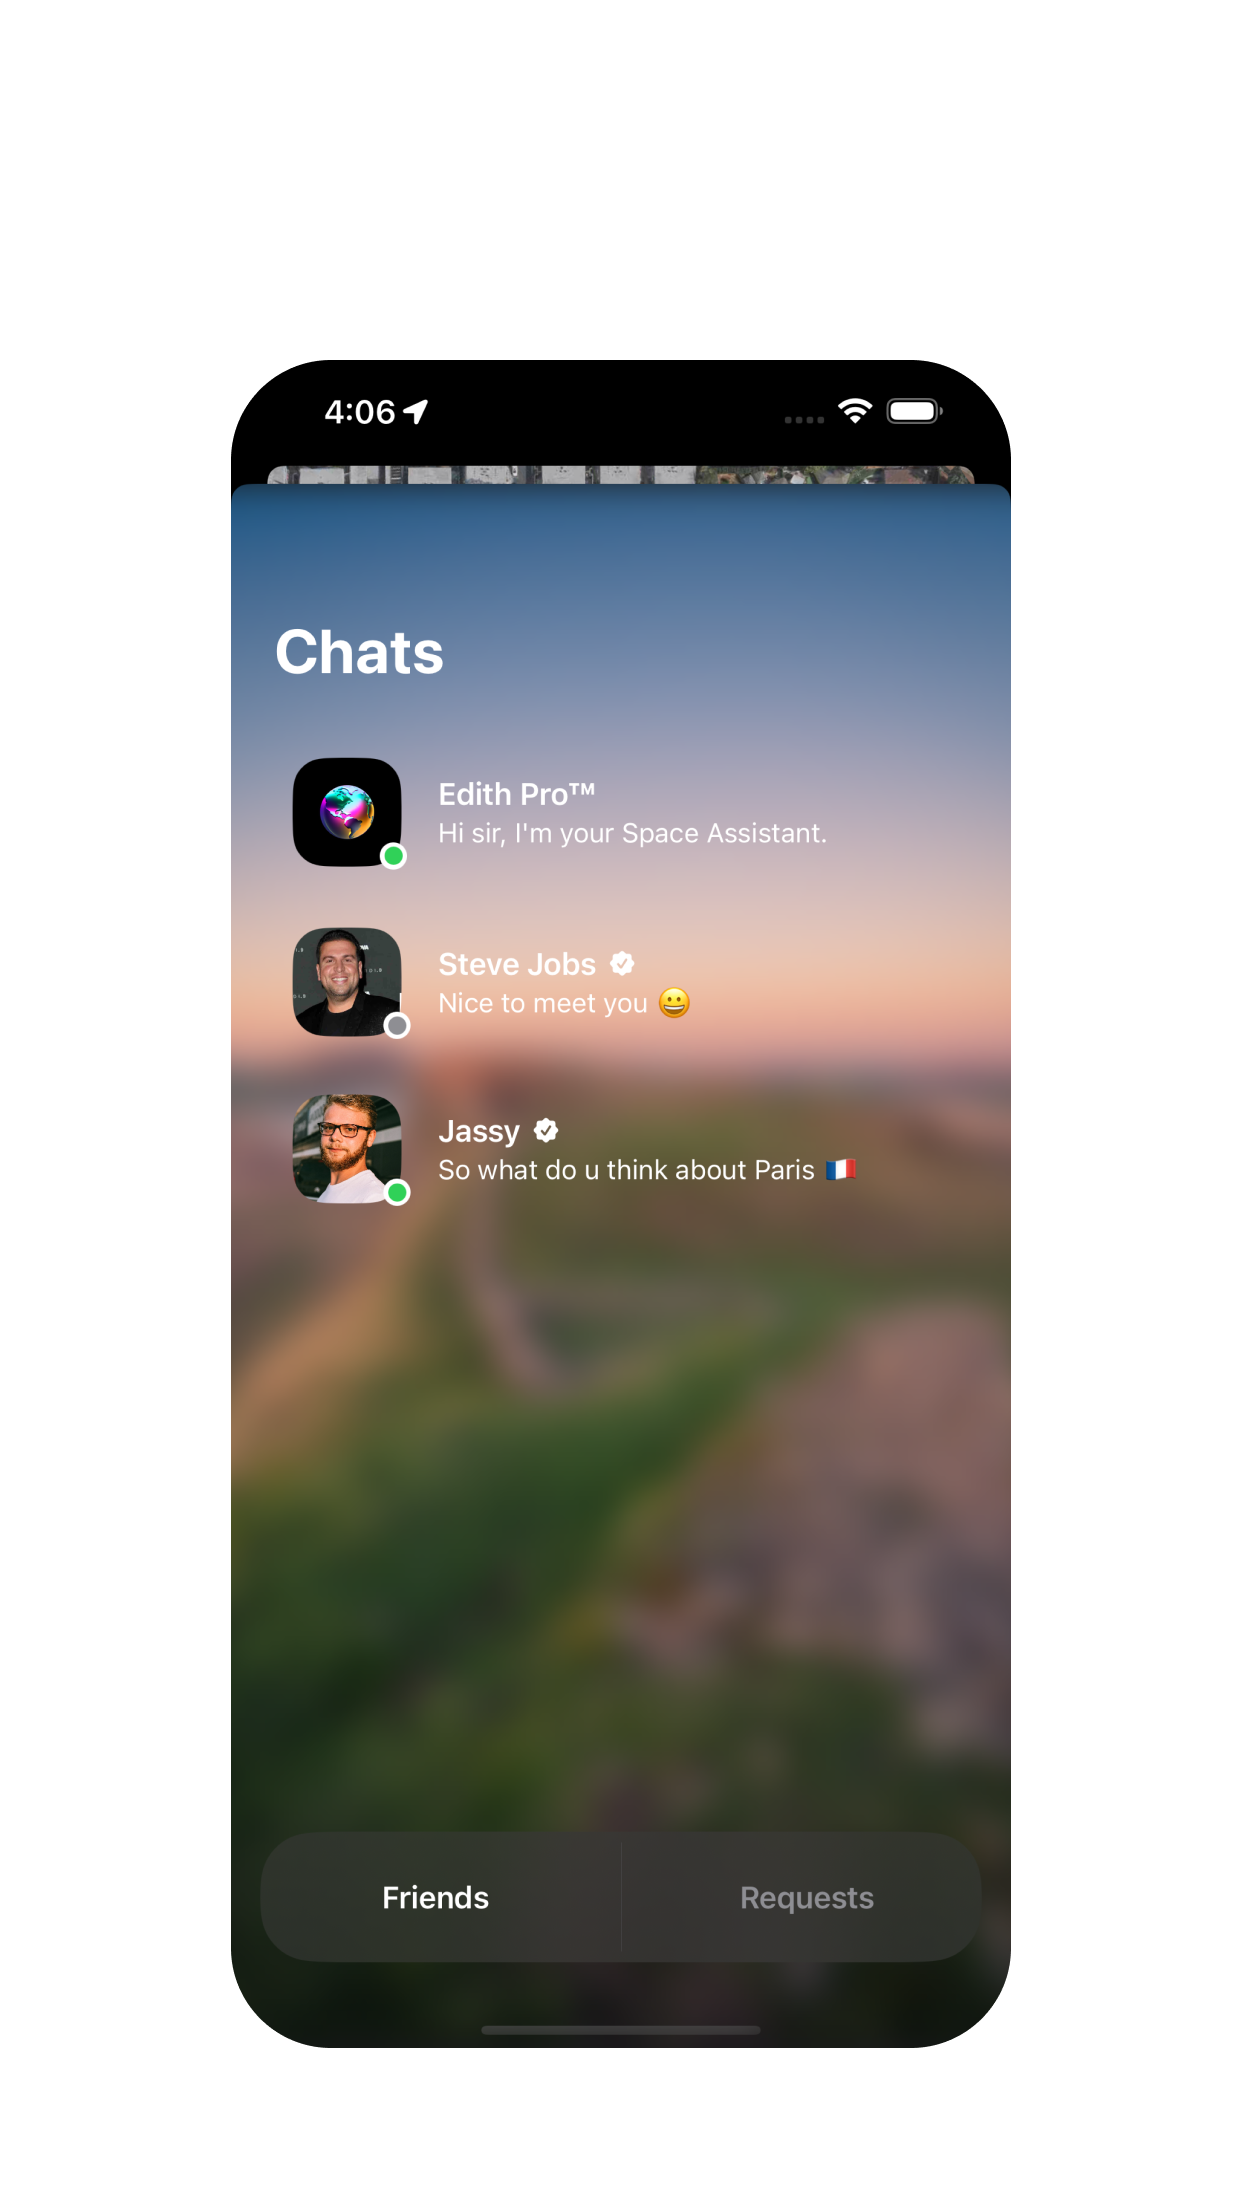 4:06
Chats
Edith Pro™
Hi sir, I'm your Space Assistant.
Steve Jobs
Nice to meet you 😀
Jassy
So what do u think about Paris 🇫🇷
Friends
Requests